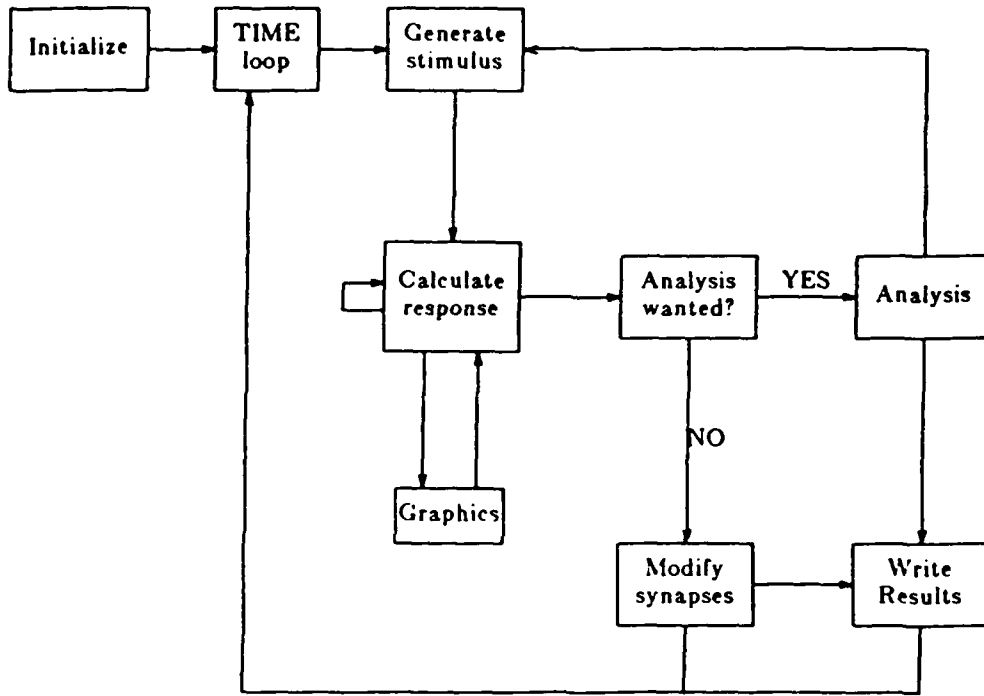 Initialize
TIME
loop
Generate
stimulus
Calculate
response
Analysis
wanted?
YES
Analysis
NO
Graphics
Modify
synapses
Write
Results